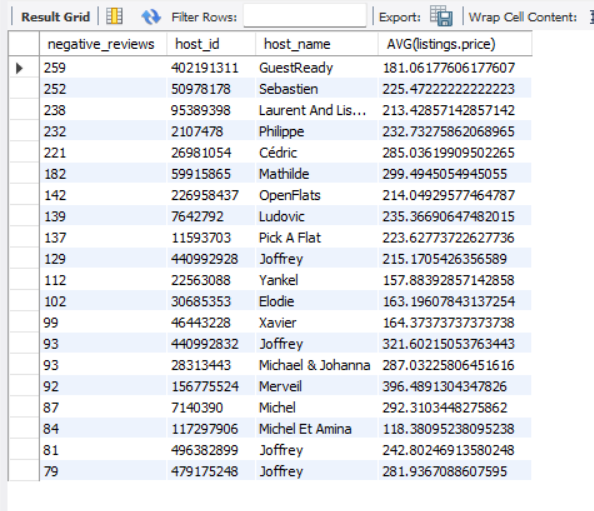 Result Grid Filter Rows: Export: Wrap Cell Content:
negative_reviews host_id host_name AVG(listings.price)
259 402191311 GuestReady 181.06177606177607
252 50978178 Sebastien 225.47222222222223
238 95389398 Laurent And Lis... 213.42857142857142
232 2107478 Philippe 232.73275862068965
221 26981054 Cédric 285.03619909502265
182 59915865 Mathilde 299.4945054945055
142 226958437 OpenFlats 214.04929577464787
139 7642792 Ludovic 235.36690647482015
137 11593703 Pick A Flat 223.62773722627736
129 440992928 Joffrey 215.1705426356589
112 22563088 Yankel 157.88392857142858
102 30685353 Elodie 163.19607843137254
99 46443228 Xavier 164.37373737373738
93 440992832 Joffrey 321.60215053763443
93 28313443 Michael & Johanna 287.03225806451616
92 156775524 Merveil 396.4891304347826
87 7140390 Michel 292.3103448275862
84 117297906 Michel Et Amina 118.38095238095238
81 496382899 Joffrey 242.80246913580248
79 479175248 Joffrey 281.9367088607595